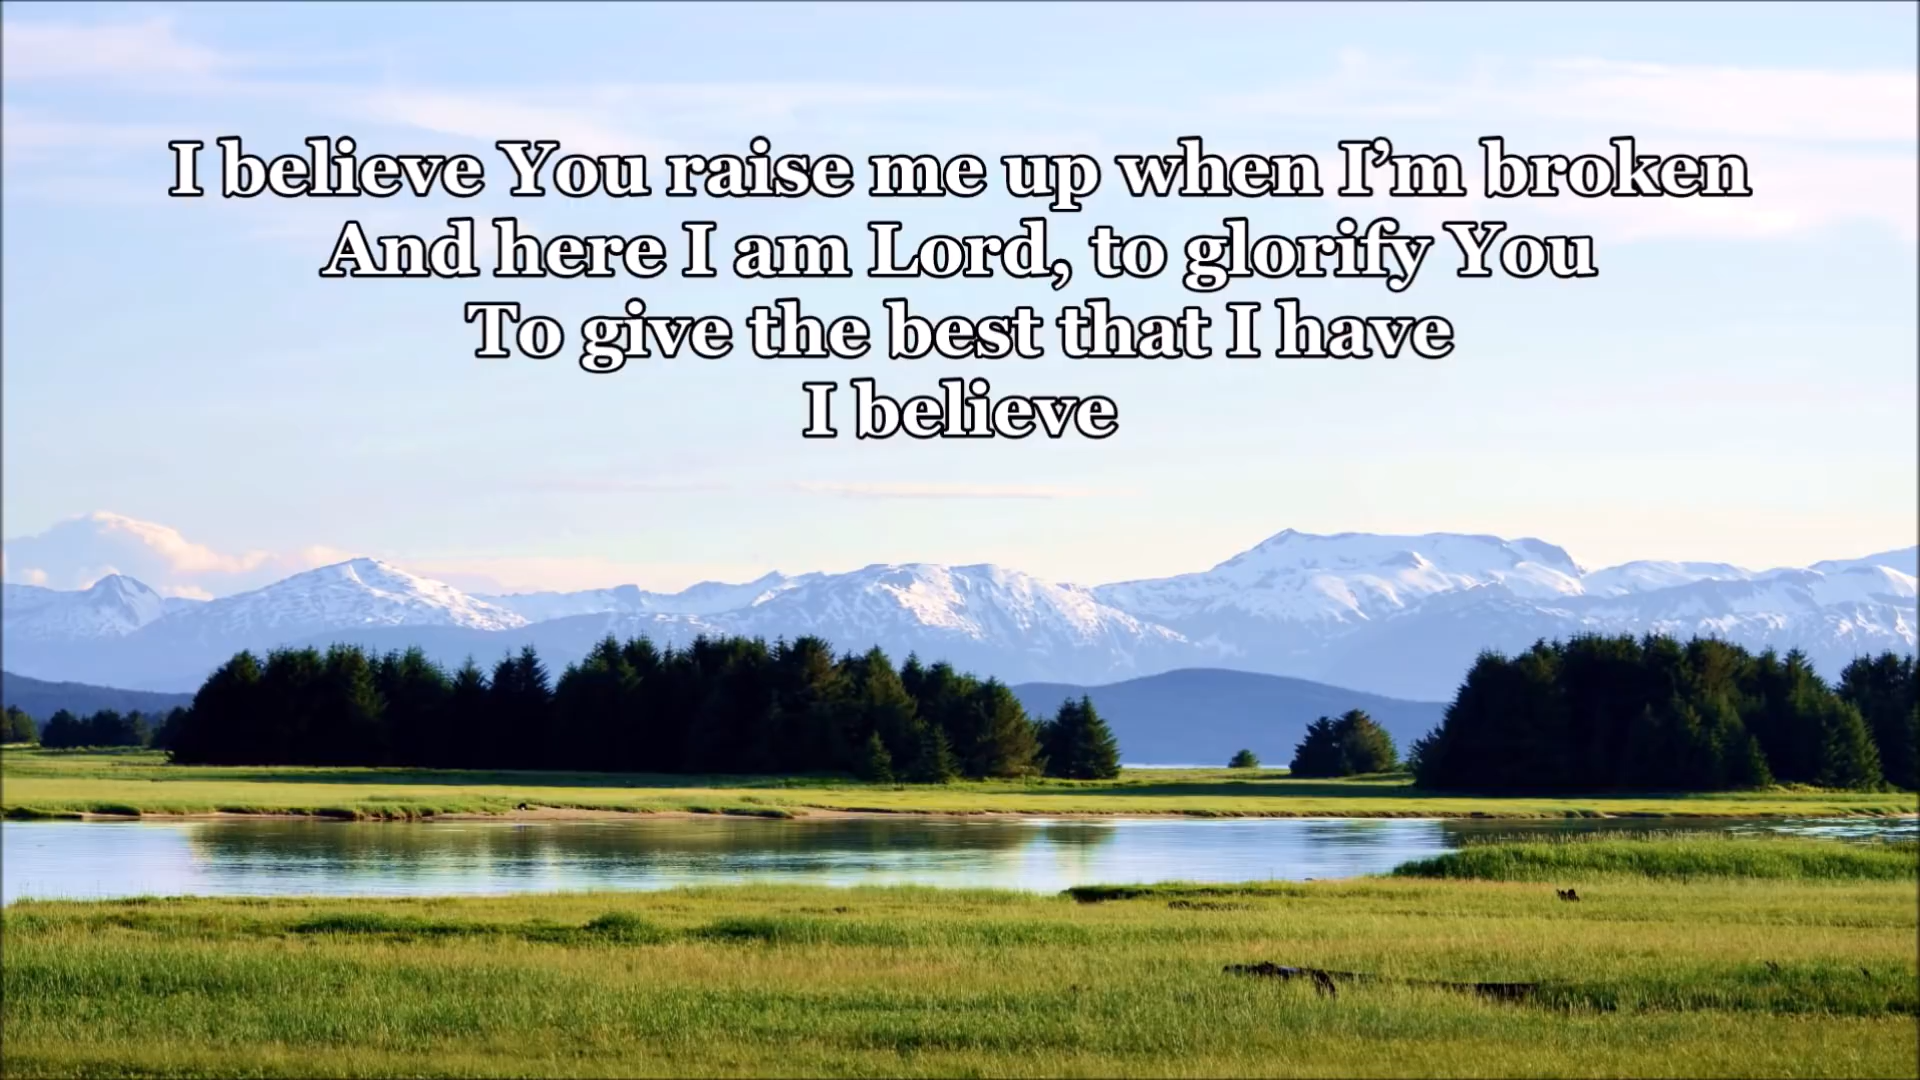 I believe You raise me up when I’m broken
And here I am Lord, to glorify You
To give the best that I have
I believe